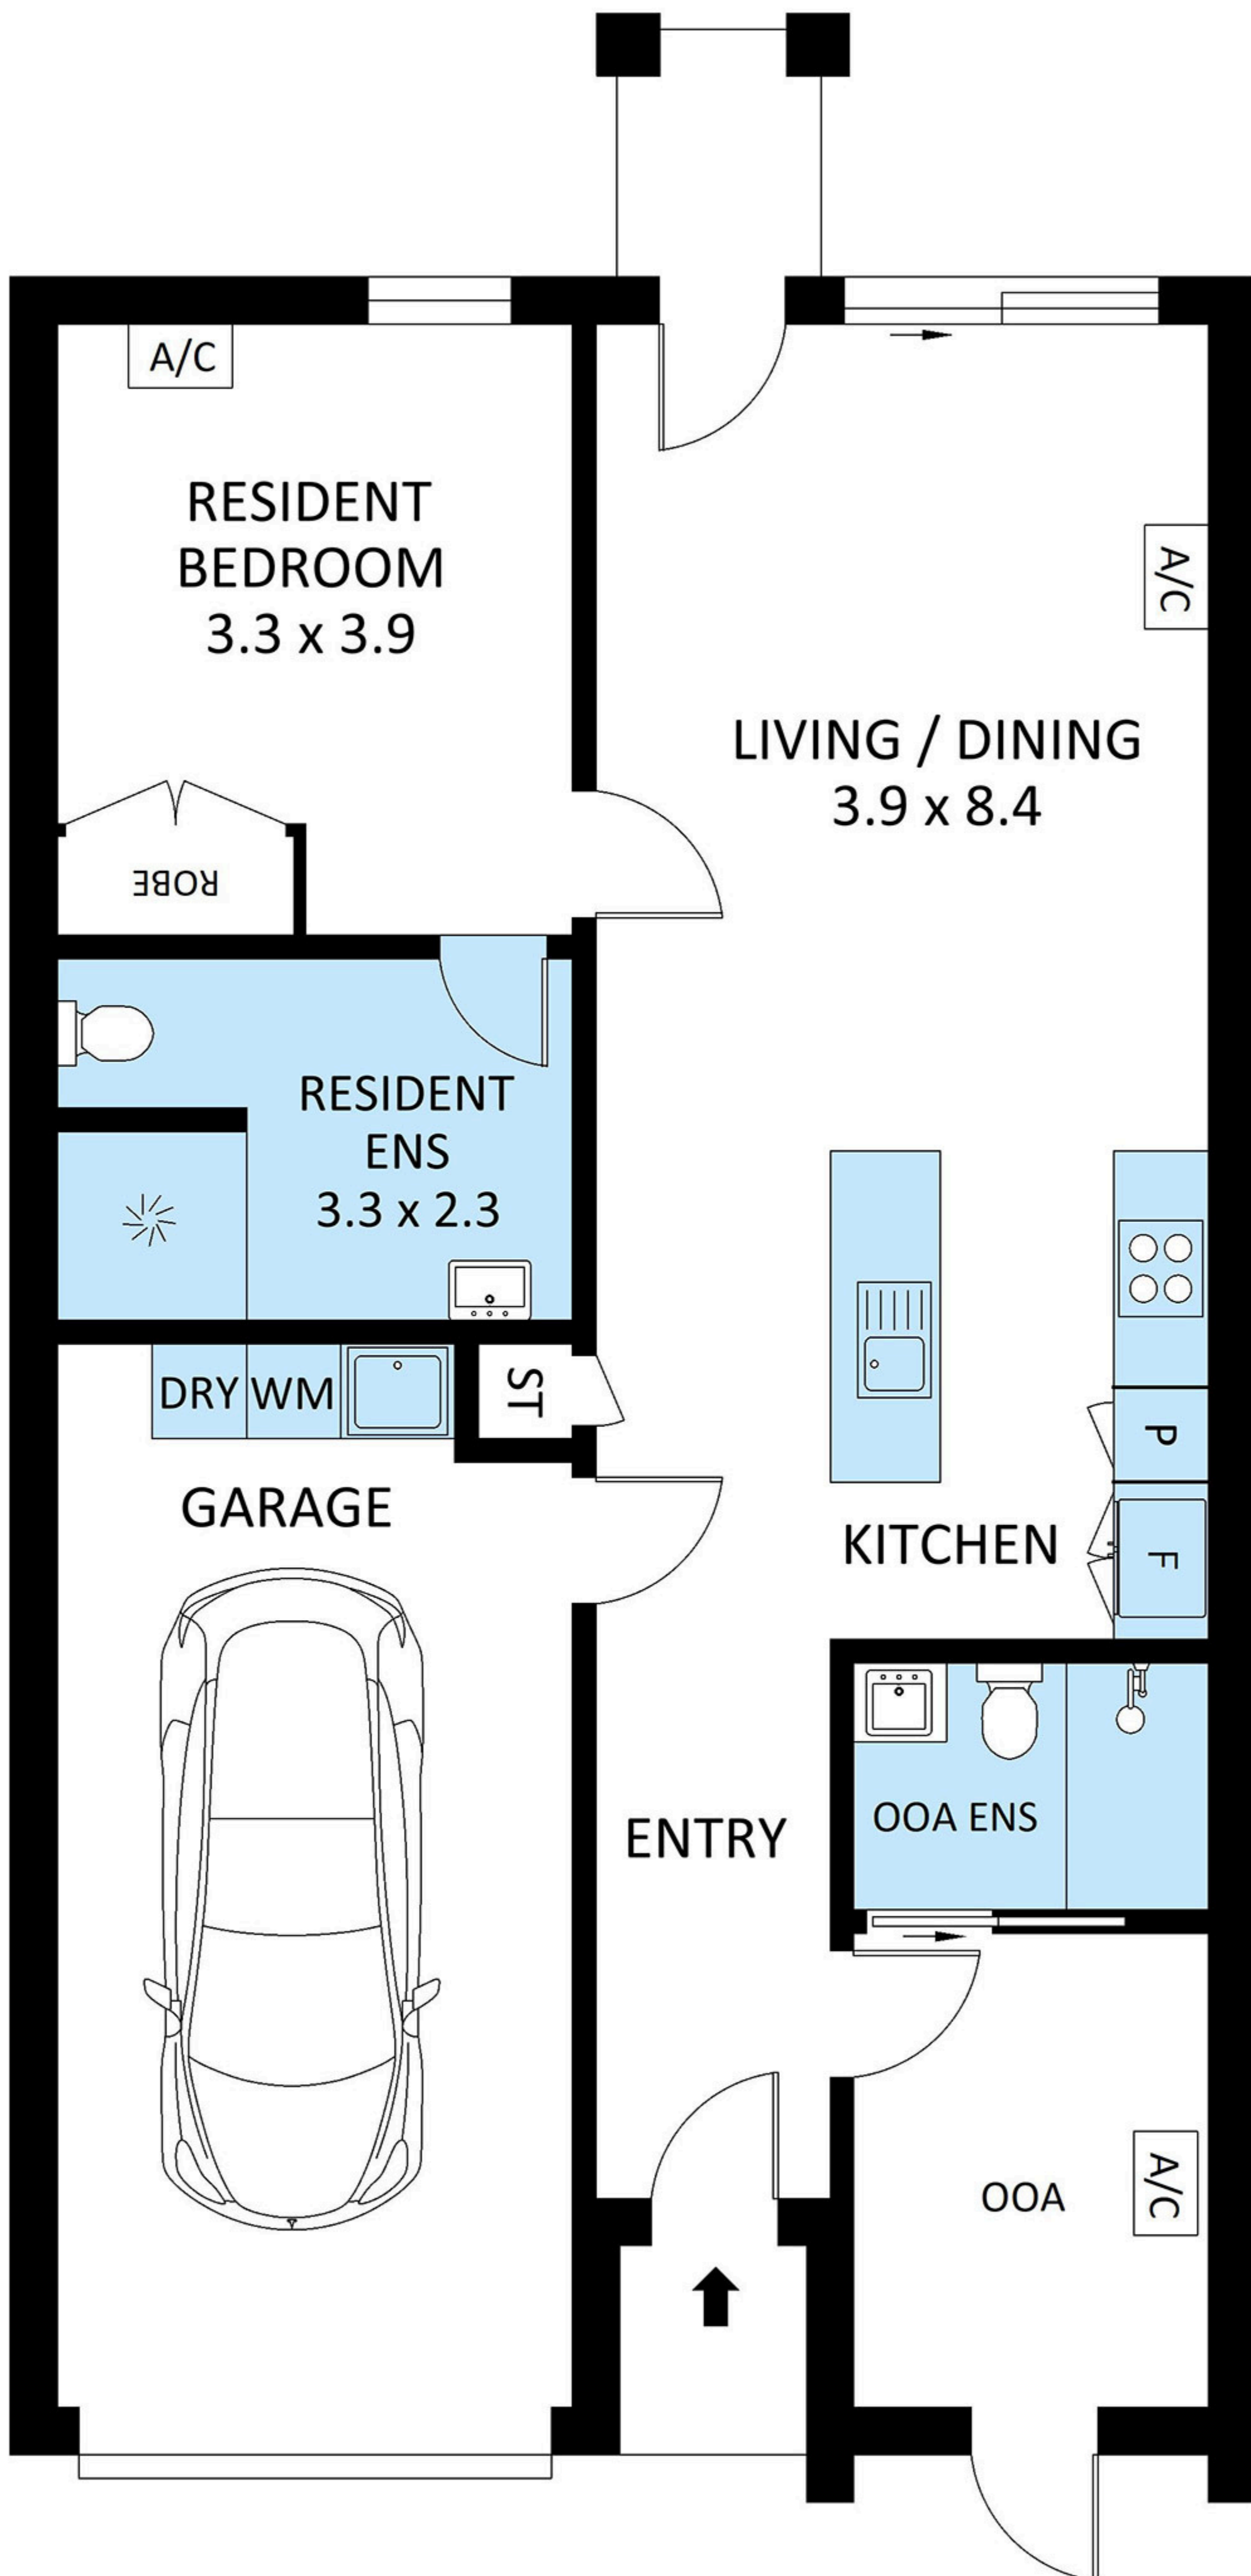 A/C
RESIDENT
BEDROOM
3.3 x 3.9
A/C
LIVING / DINING
3.9 x 8.4
ROBE
RESIDENT
ENS
3.3 x 2.3
DRY
WM
ST
P
GARAGE
KITCHEN
F
OOA ENS
ENTRY
OOA
A/C